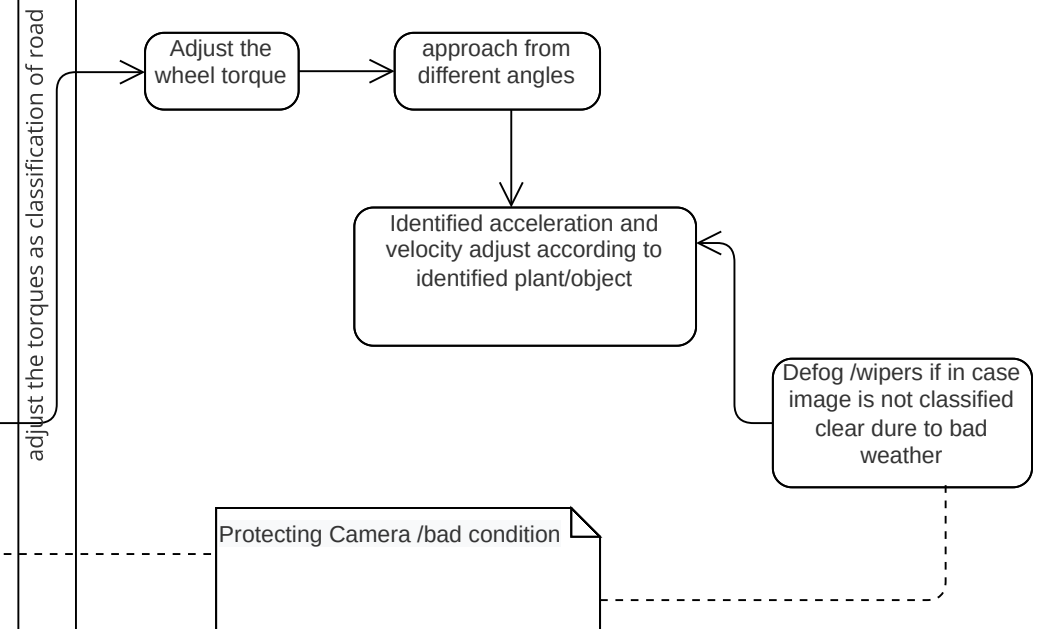 adjust the torques as classification of road
Adjust the
wheel torque
approach from
different angles
Identified acceleration and
velocity adjust according to
identified plant/object
Defog /wipers if in case
image is not classified
clear dure to bad
weather
Protecting Camera /bad condition